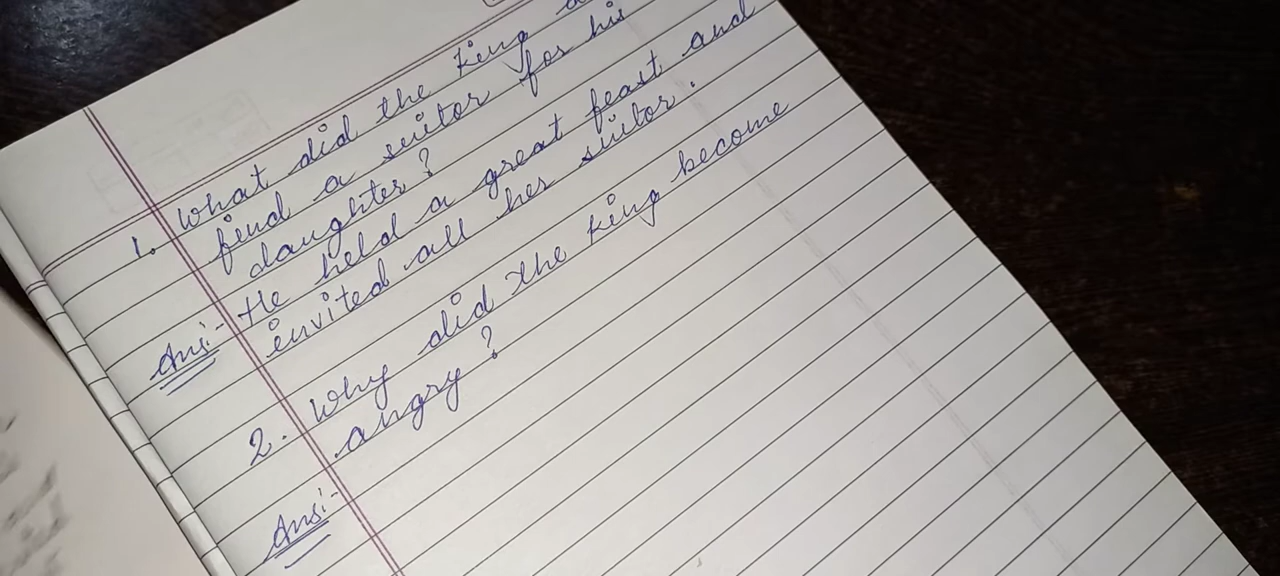 1. What did the King
find a suitor for his
daughter?
Ans:- He held a great feast and
invited all her suitor.
2. Why did the King become
angry?
Ans:-